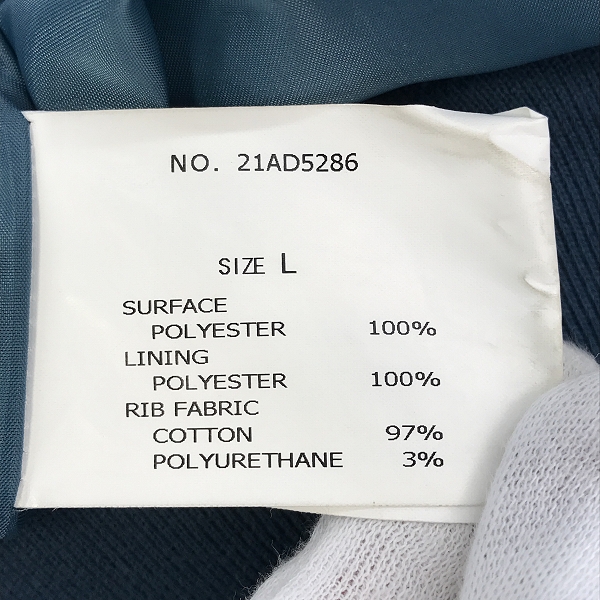 NO. 21AD5286
SIZE L
SURFACE
POLYESTER 100%
LINING
POLYESTER 100%
RIB FABRIC
COTTON 97%
POLYURETHANE 3%